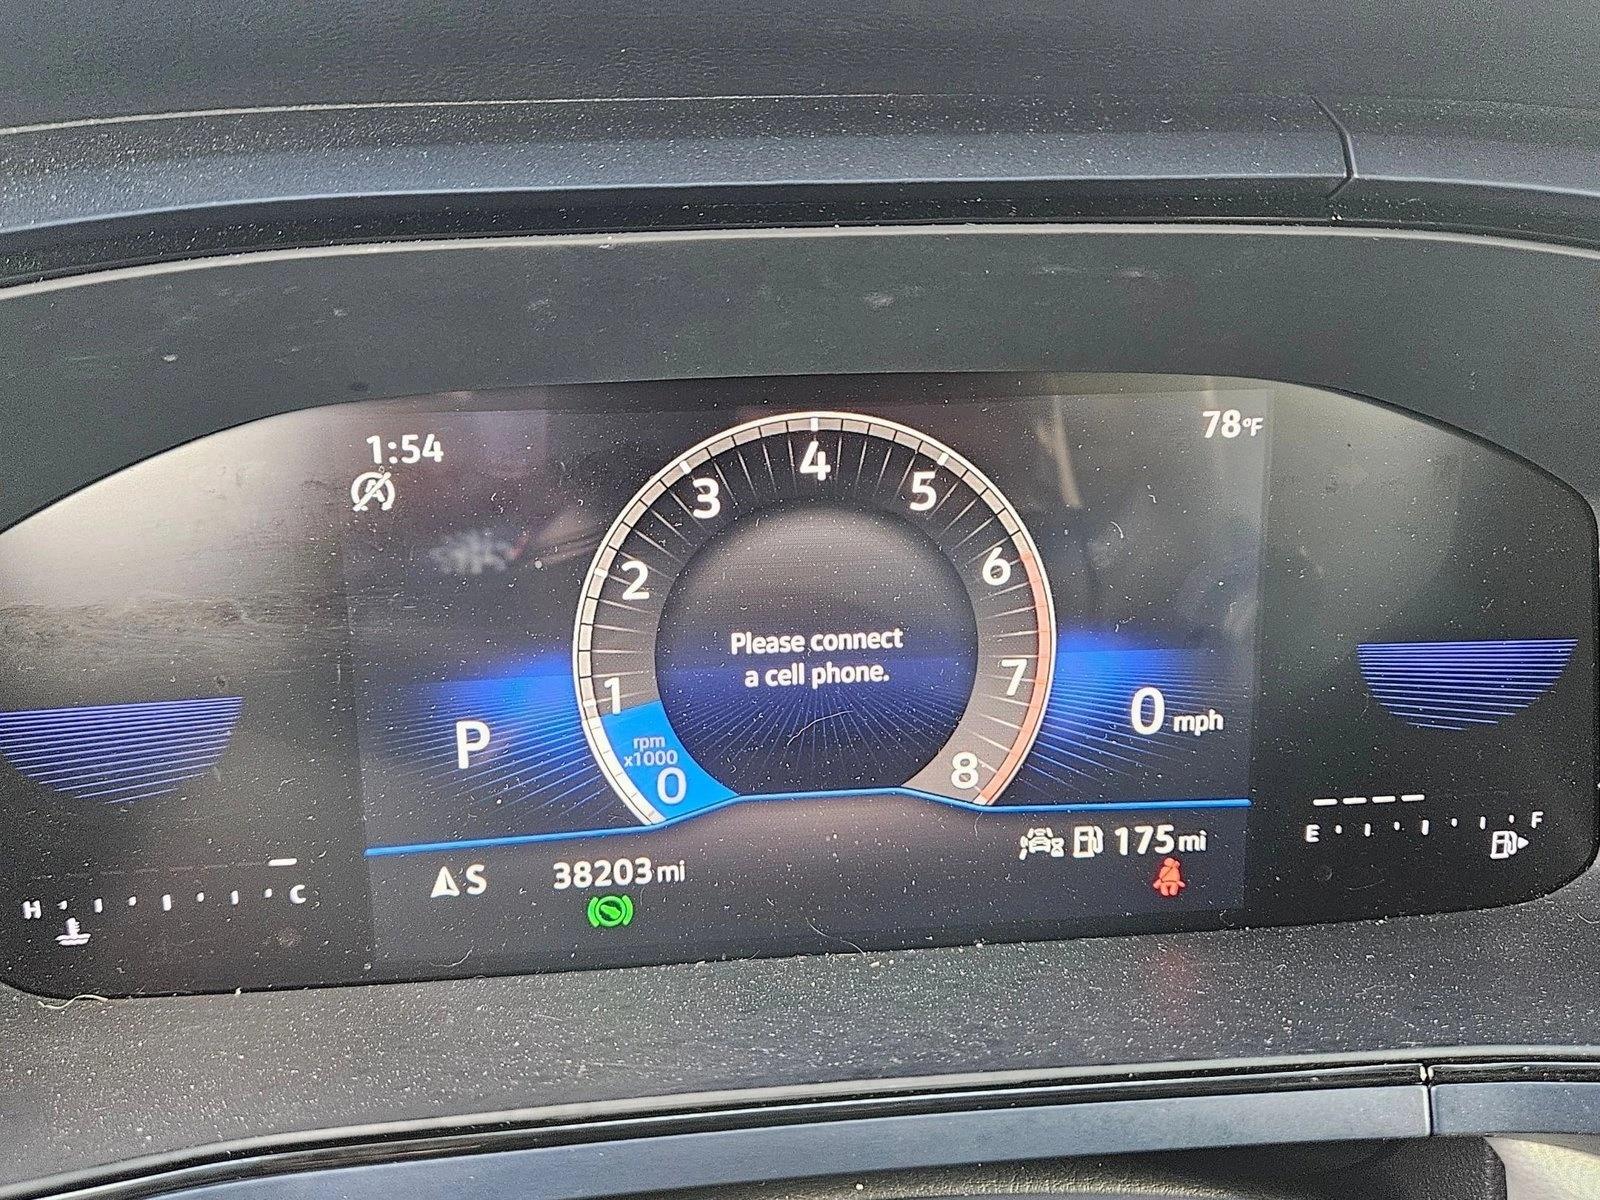 1:54
78°F
4
3
5
2
6
Please connect
a cell phone.
1
7
P
0 mph
rpm
x1000
0
8
E
F
175 mi
S
38203 mi
H
C